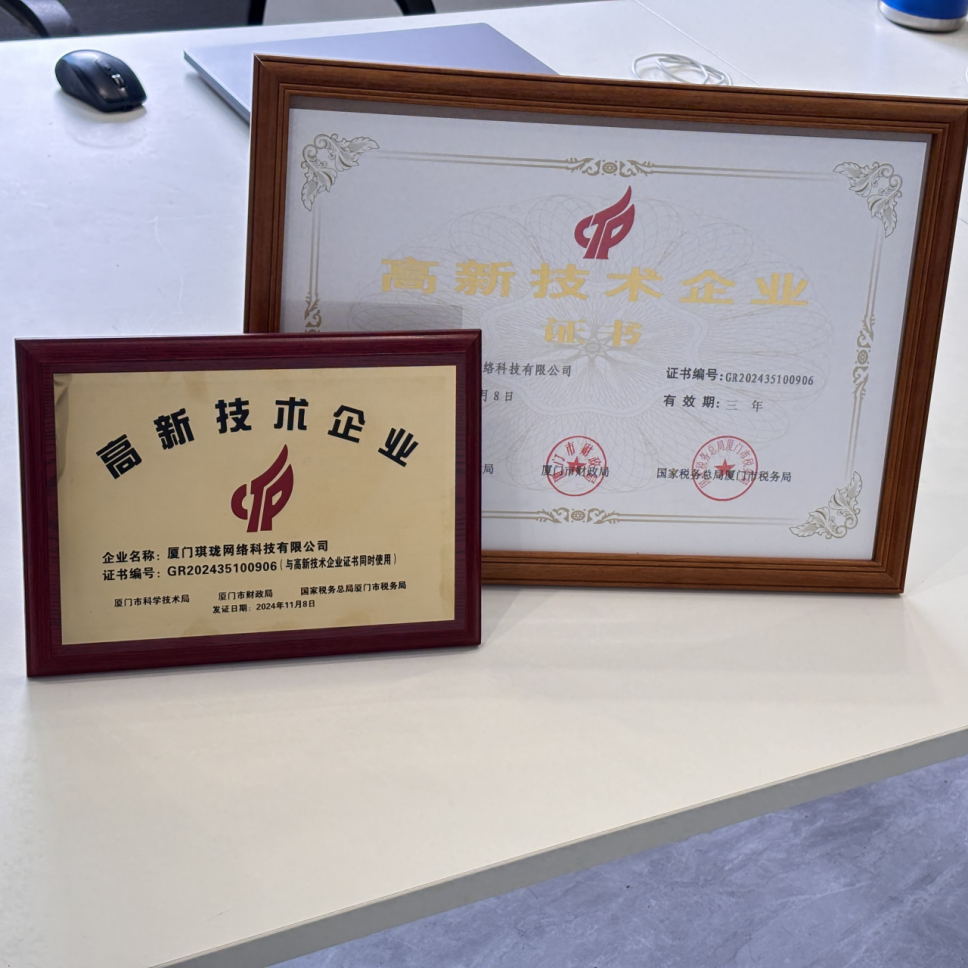 高新技术企业
证书
络科技有限公司
证书编号:GR202435100906
月8日
有效期:三年
局
厦门市财政局
国家税务总局厦门市税务局
高新技术企业
企业名称:厦门琪珑网络科技有限公司
证书编号:GR202435100906(与高新技术企业证书同时使用)
厦门市科学技术局 厦门市财政局 国家税务总局厦门市税务局
发证日期:2024年11月8日